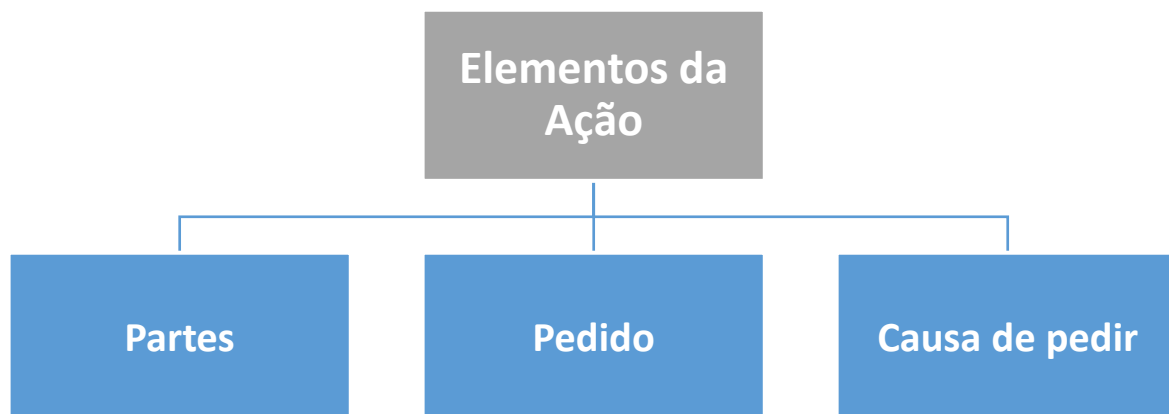 Elementos da
Ação
Partes
Pedido
Causa de pedir